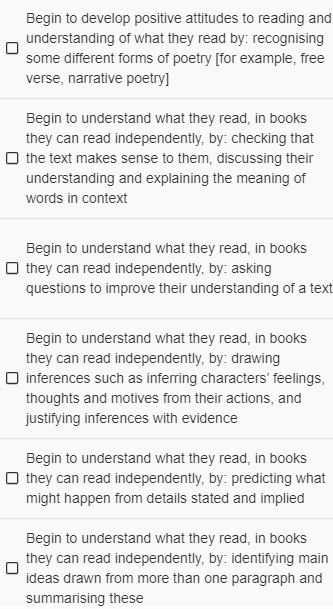 Begin to develop positive attitudes to reading and
understanding of what they read by: recognising
some different forms of poetry [for example, free
verse, narrative poetry]
Begin to understand what they read, in books
they can read independently, by: checking that
the text makes sense to them, discussing their
understanding and explaining the meaning of
words in context
Begin to understand what they read, in books
they can read independently, by: asking
questions to improve their understanding of a text
Begin to understand what they read, in books
they can read independently, by: drawing
inferences such as inferring characters' feelings,
thoughts and motives from their actions, and
justifying inferences with evidence
Begin to understand what they read, in books
they can read independently, by: predicting what
might happen from details stated and implied
Begin to understand what they read, in books
they can read independently, by: identifying main
ideas drawn from more than one paragraph and
summarising these